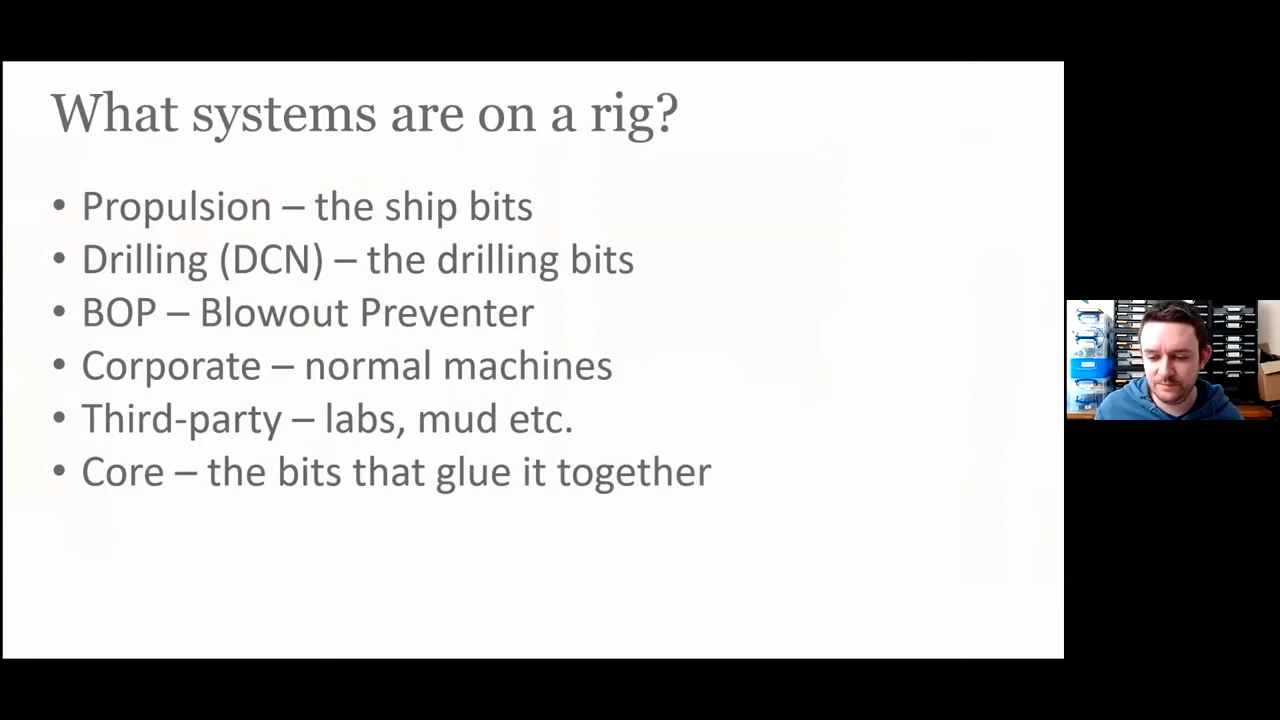 What systems are on a rig?
• Propulsion – the ship bits
• Drilling (DCN) – the drilling bits
• BOP – Blowout Preventer
• Corporate – normal machines
• Third-party – labs, mud etc.
• Core – the bits that glue it together